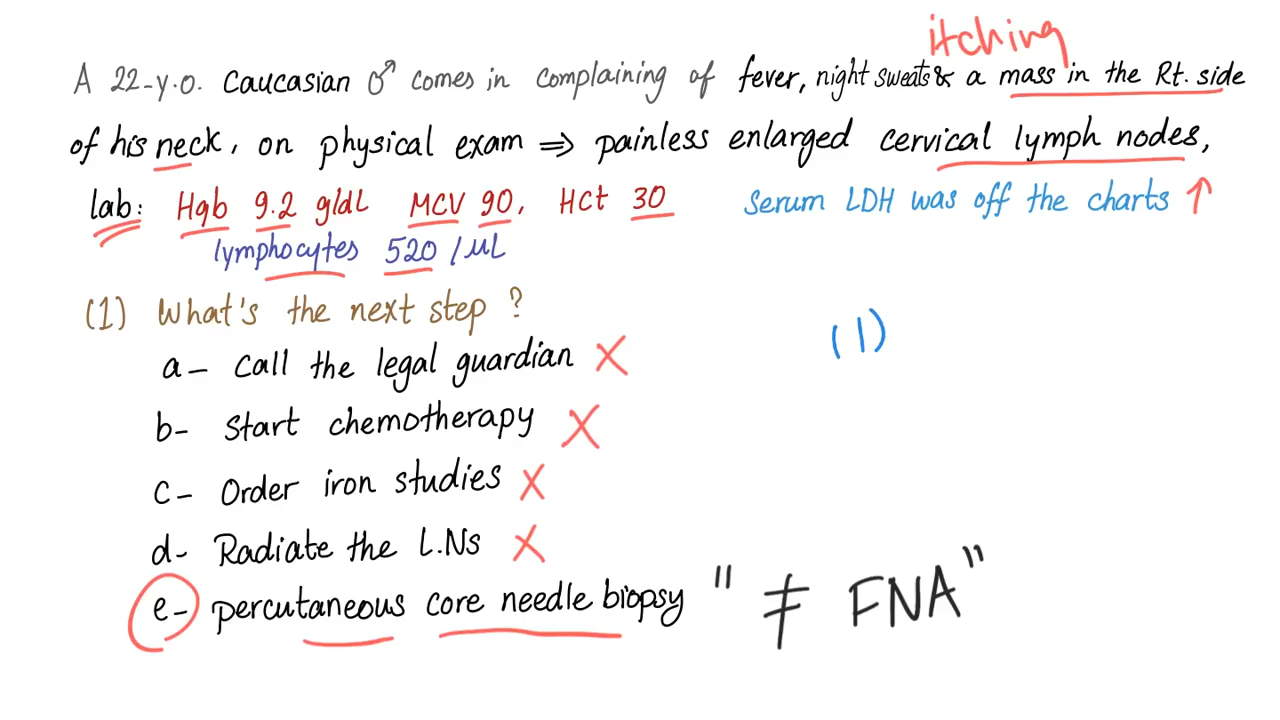 itching
A 22-y.o. Caucasian ♂ comes in complaining of fever, night sweats & a mass in the Rt. side
of his neck, on physical exam ⇒ painless enlarged cervical lymph nodes,
lab: Hgb 9.2 g/dL MCV 90, HCt 30 Serum LDH was off the charts ↑
lymphocytes 520 /μL
(1) What's the next step ?
(1)
a- Call the legal guardian X
b- Start chemotherapy X
c- Order iron studies X
d- Radiate the L.Ns X
e- percutaneous core needle biopsy " ≠ FNA"